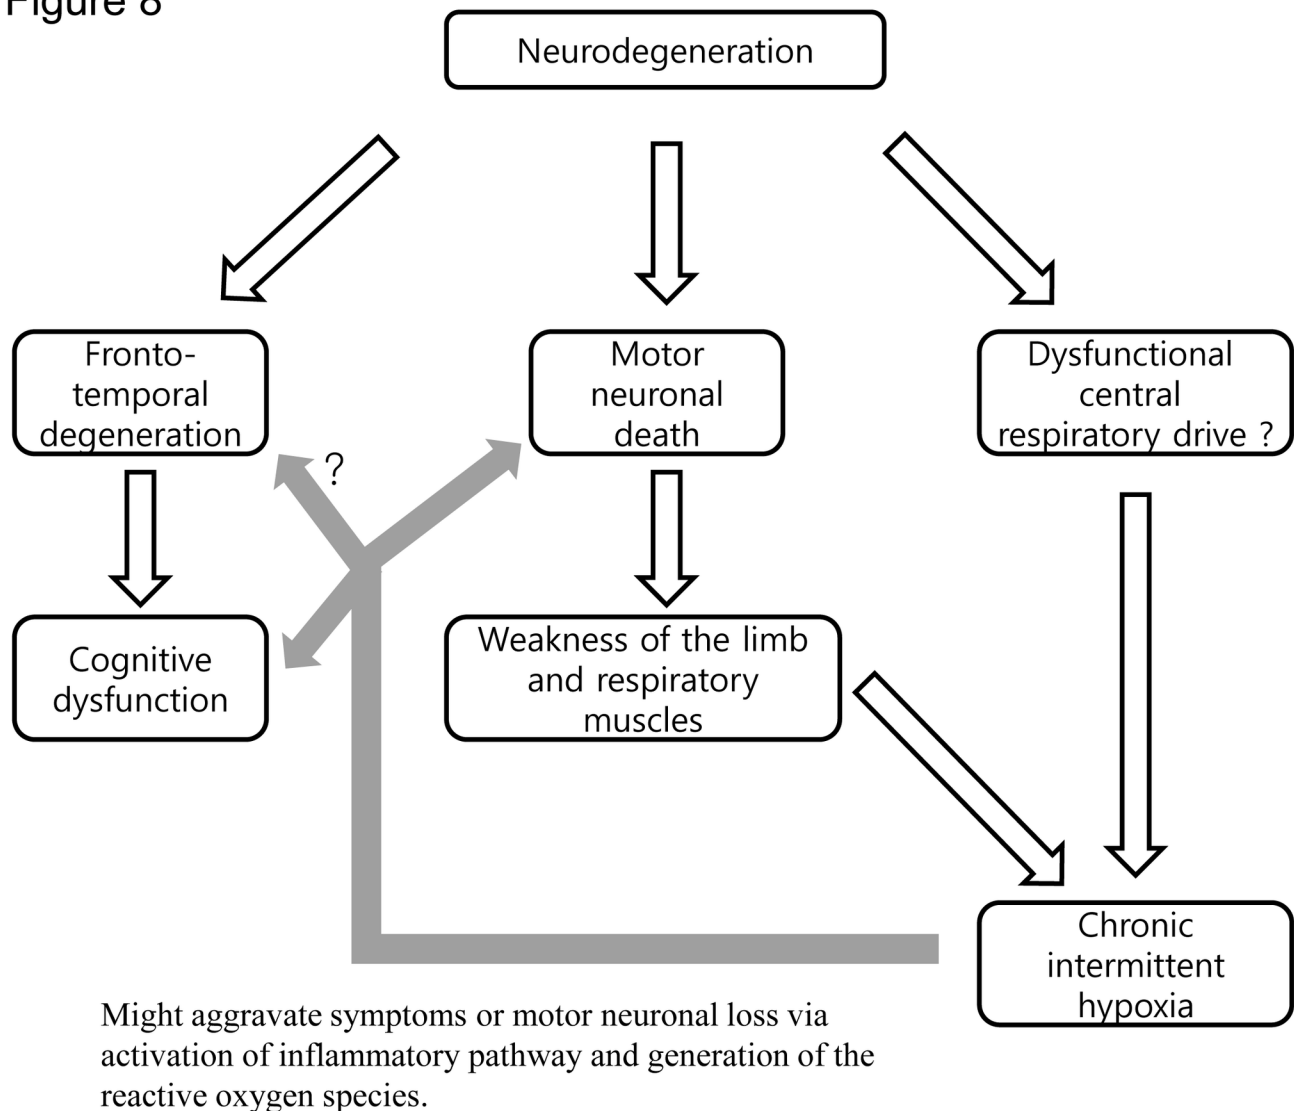 Figure 8
Neurodegeneration
Fronto-
temporal
degeneration
Motor
neuronal
death
Dysfunctional
central
respiratory drive ?
?
Cognitive
dysfunction
Weakness of the limb
and respiratory
muscles
Chronic
intermittent
hypoxia
Might aggravate symptoms or motor neuronal loss via
activation of inflammatory pathway and generation of the
reactive oxygen species.